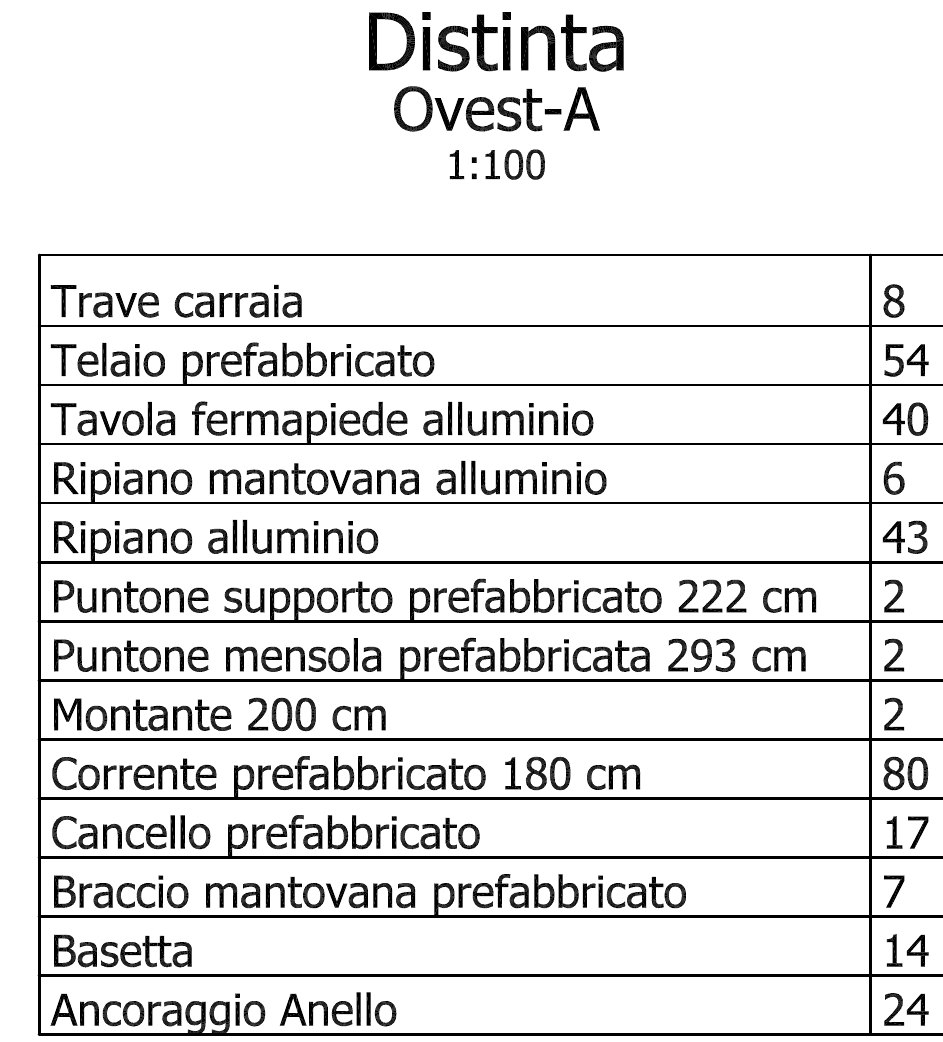 Distinta
Ovest-A
1:100
Trave carraia 8
Telaio prefabbricato 54
Tavola fermapiede alluminio 40
Ripiano mantovana alluminio 6
Ripiano alluminio 43
Puntone supporto prefabbricato 222 cm 2
Puntone mensola prefabbricata 293 cm 2
Montante 200 cm 2
Corrente prefabbricato 180 cm 80
Cancello prefabbricato 17
Braccio mantovana prefabbricato 7
Basetta 14
Ancoraggio Anello 24